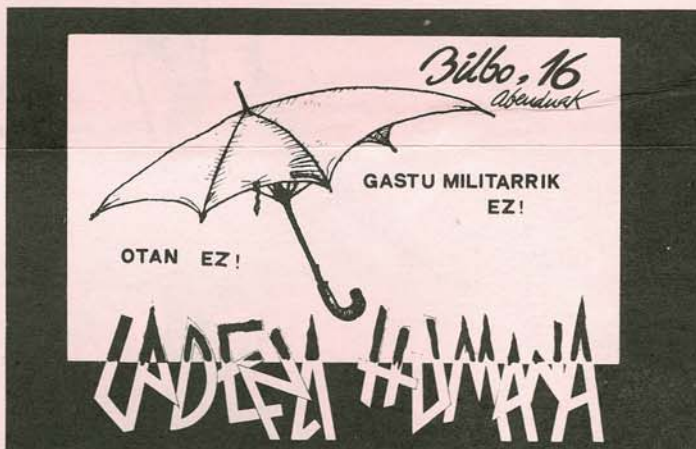 Bilbo, 16
Abenduak
GASTU MILITARRIK
EZ!
OTAN EZ!
CADENA HUMANA